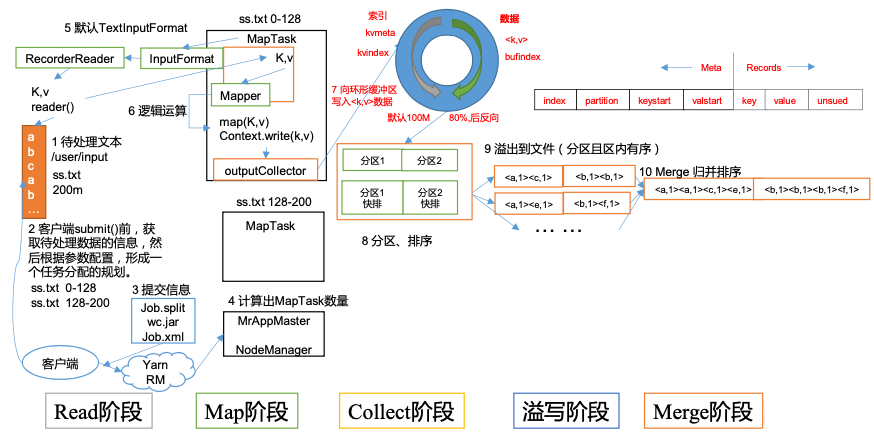 5 默认TextInputFormat
RecorderReader
InputFormat
K,v
reader()
ss.txt 0-128
MapTask
K,v
Mapper
6 逻辑运算
map(K,v)
Context.write(k,v)
outputCollector
a
b
c
a
b
...
1 待处理文本
/user/input
ss.txt
200m
2 客户端submit()前，获
取待处理数据的信息，然
后根据参数配置，形成一
个任务分配的规划。
ss.txt 0-128
ss.txt 128-200
3 提交信息
Job.split
wc.jar
Job.xml
客户端
Yarn
RM
ss.txt 128-200
MapTask
4 计算出MapTask数量
MrAppMaster
NodeManager
索引
kvmeta
kvindex
数据
<k,v>
bufindex
7 向环形缓冲区
写入<k,v>数据
默认100M
80%,后反向
分区1
分区2
分区1
快排
分区2
快排
8 分区、排序
Meta
Records
index
partition
keystart
valstart
key
value
unsued
9 溢出到文件（分区且区内有序）
<a,1><c,1>
<b,1><b,1>
<a,1><e,1>
<b,1><f,1>
... ...
10 Merge 归并排序
<a,1><a,1><c,1><e,1>
<b,1><b,1><b,1><f,1>
Read阶段
Map阶段
Collect阶段
溢写阶段
Merge阶段